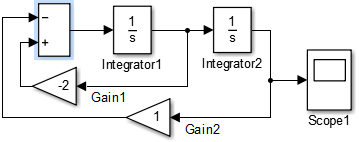 −
+
1
s
1
s
Integrator1
Integrator2
-2
Gain1
1
Gain2
Scope1